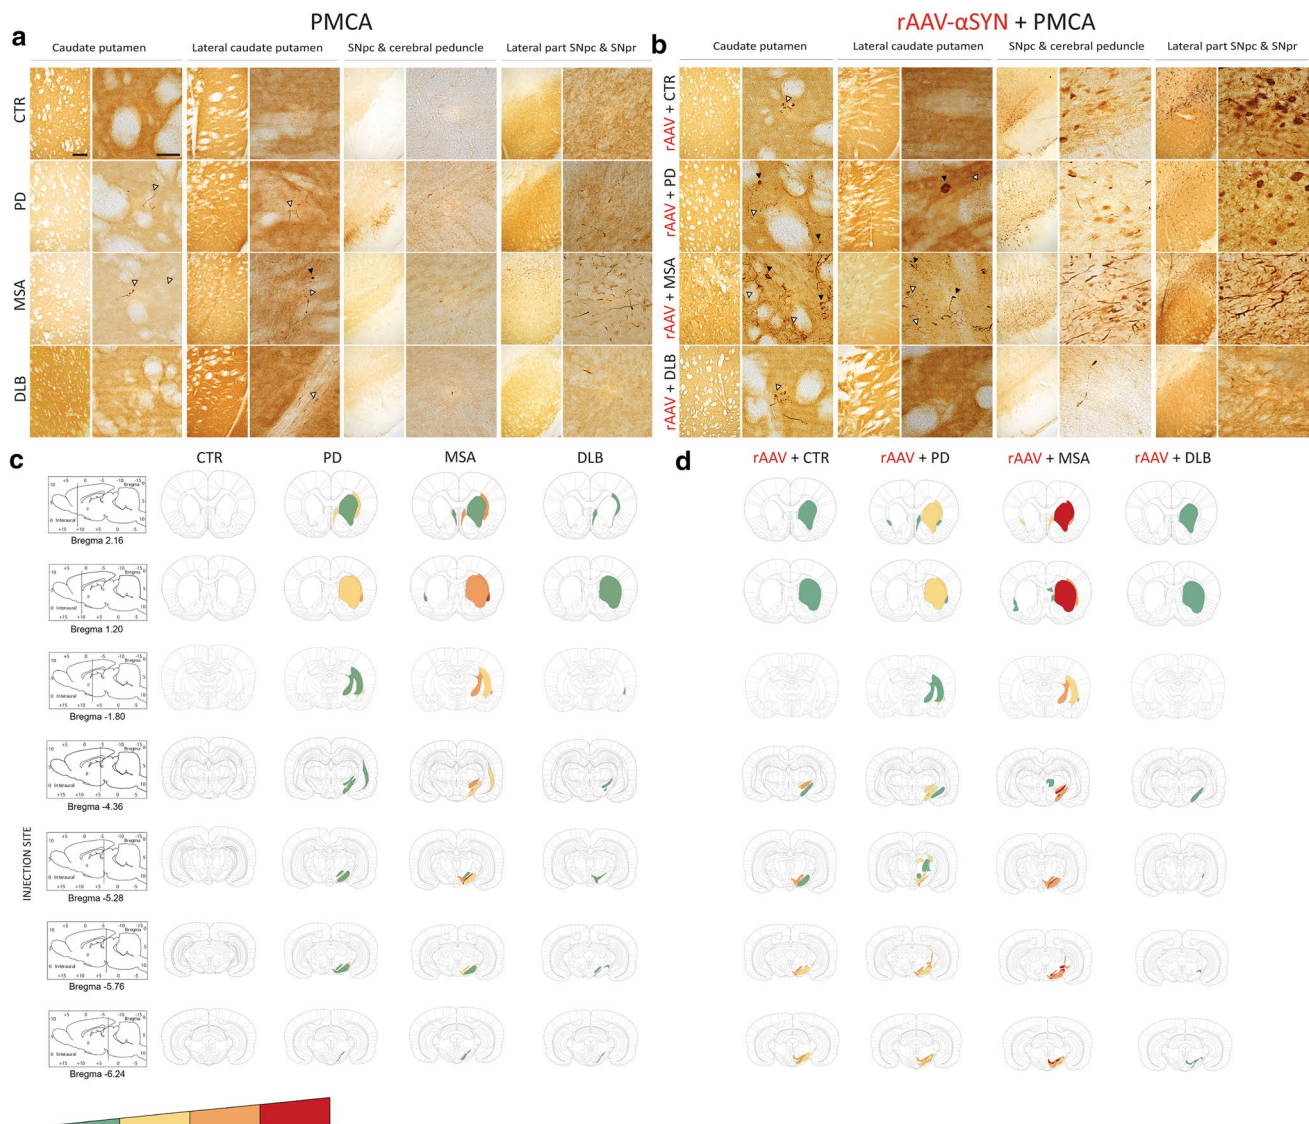 a
PMCA
Caudate putamen
Lateral caudate putamen
SNpc & cerebral peduncle
Lateral part SNpc & SNpr
CTR
PD
MSA
DLB
b
rAAV-αSYN + PMCA
Caudate putamen
Lateral caudate putamen
SNpc & cerebral peduncle
Lateral part SNpc & SNpr
rAAV + CTR
rAAV + PD
rAAV + MSA
rAAV + DLB
c
CTR
PD
MSA
DLB
d
rAAV + CTR
rAAV + PD
rAAV + MSA
rAAV + DLB
Bregma 2.16
Bregma 1.20
Bregma -1.80
Bregma -4.36
INJECTION SITE
Bregma -5.28
Bregma -5.76
Bregma -6.24